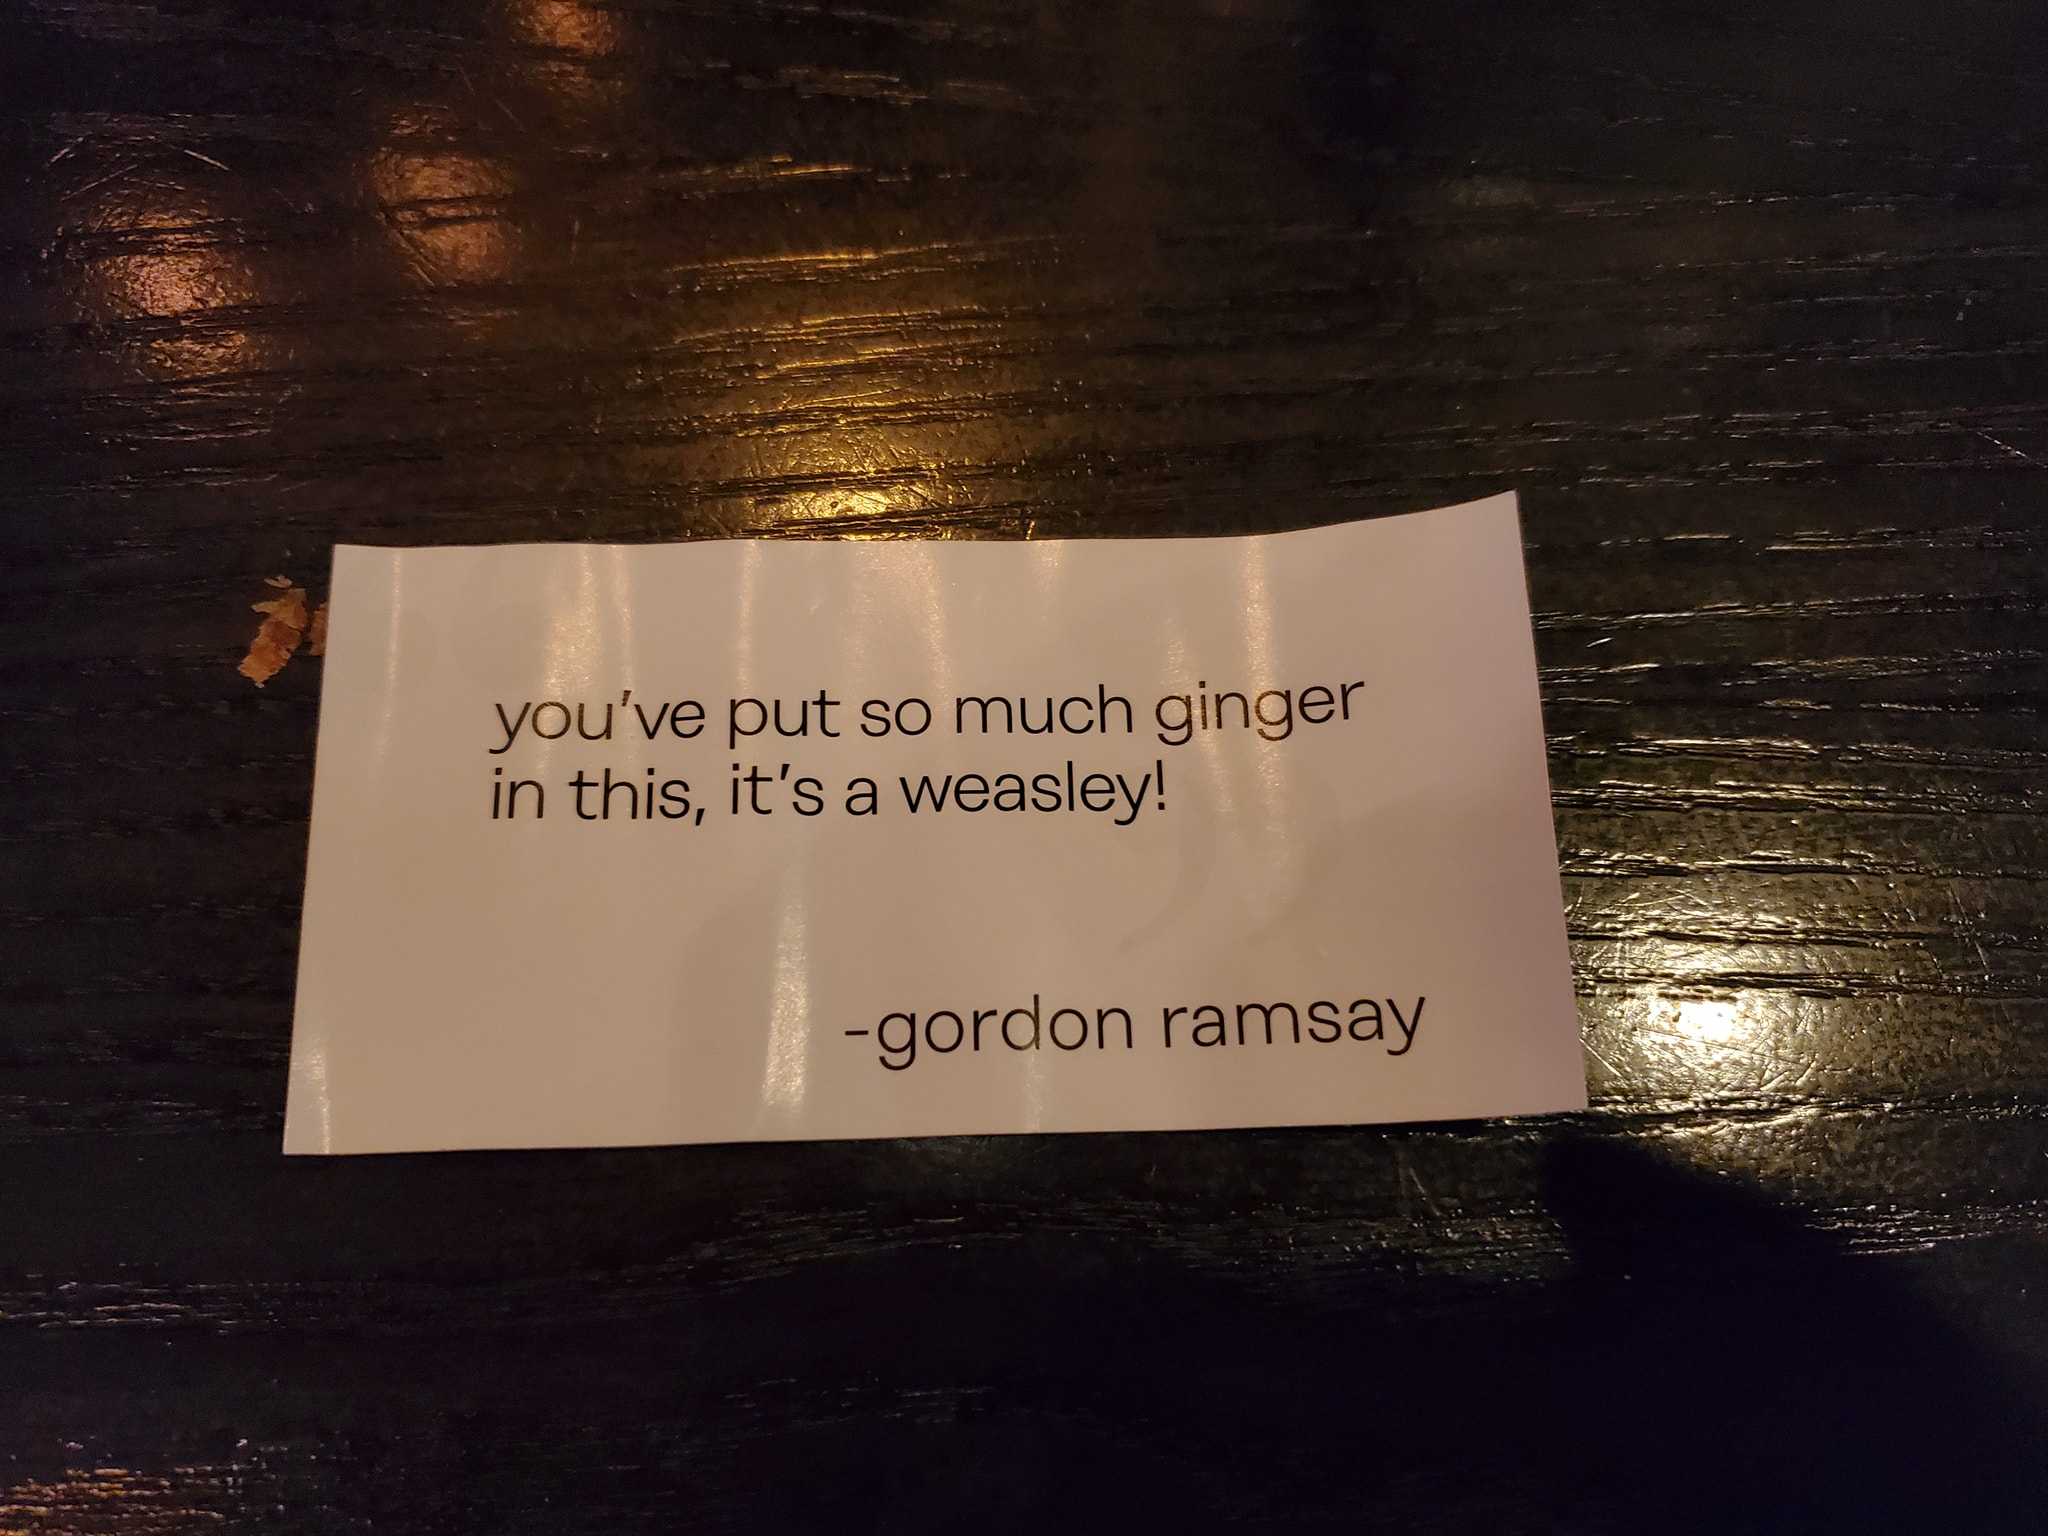 you've put so much ginger
in this, it's a weasley!
-gordon ramsay